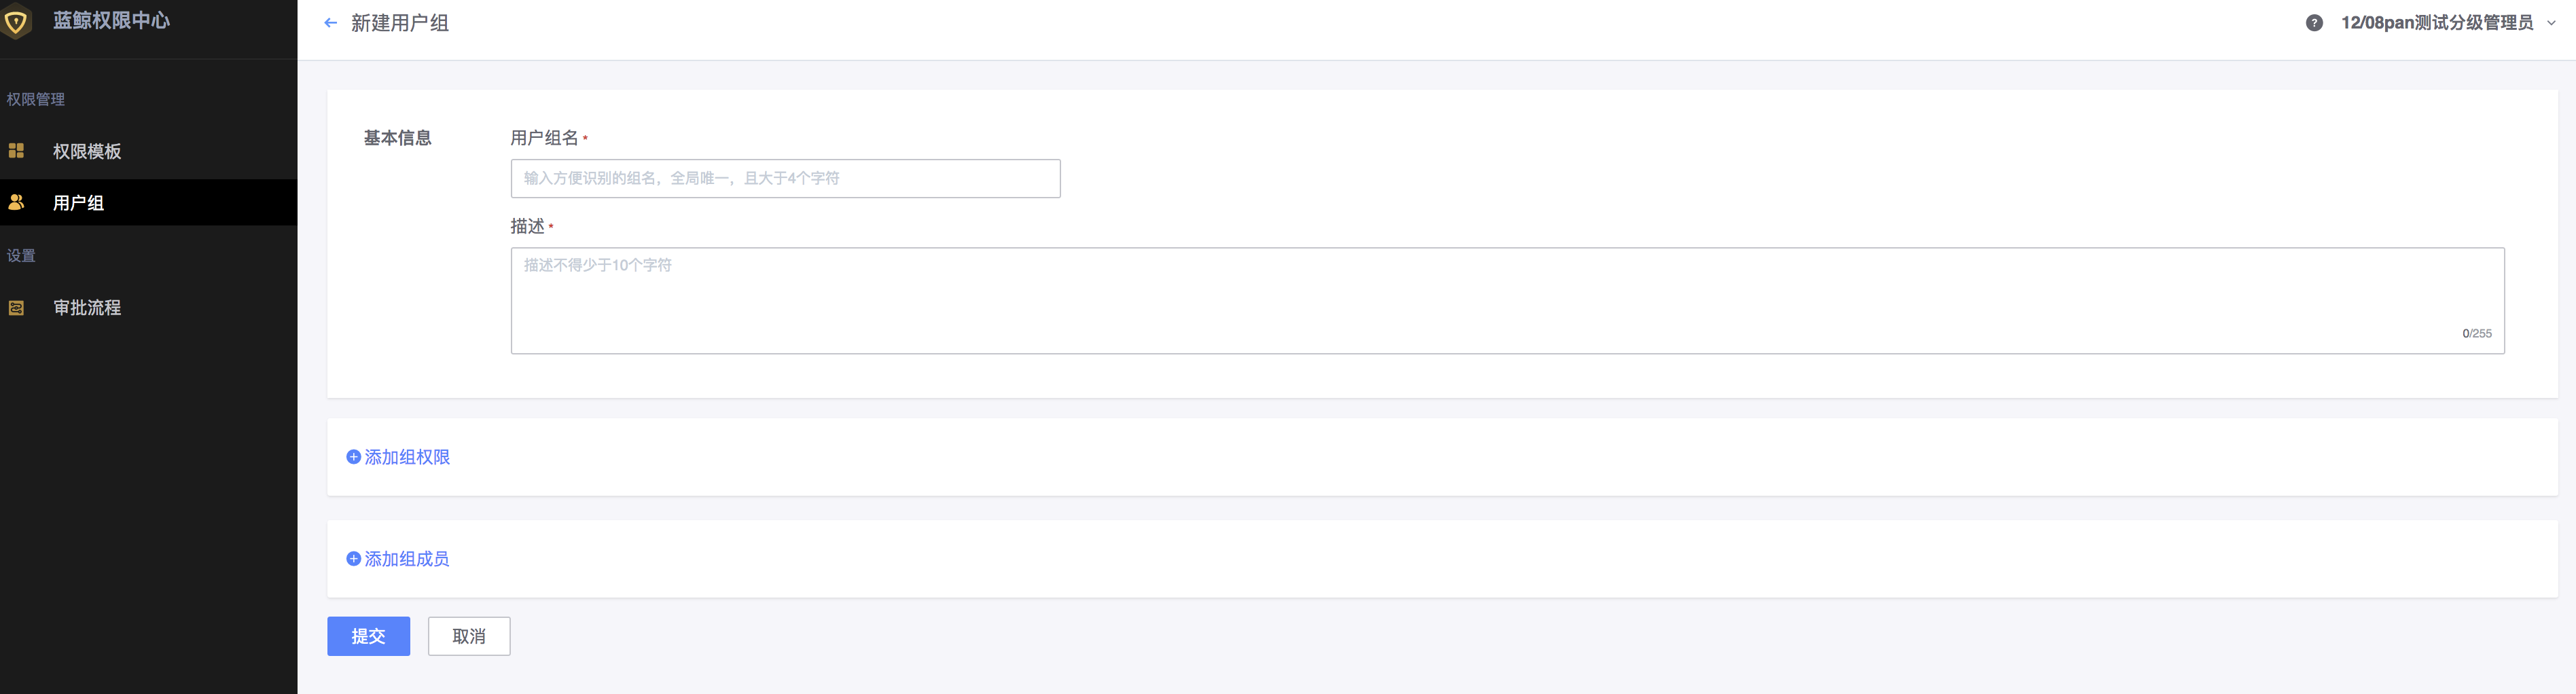 蓝鲸权限中心
新建用户组
12/08pan测试分级管理员
权限管理
权限模板
用户组
设置
审批流程
基本信息
用户组名 *
输入方便识别的组名，全局唯一，且大于4个字符
描述 *
描述不得少于10个字符
0/255
添加组权限
添加组成员
提交
取消